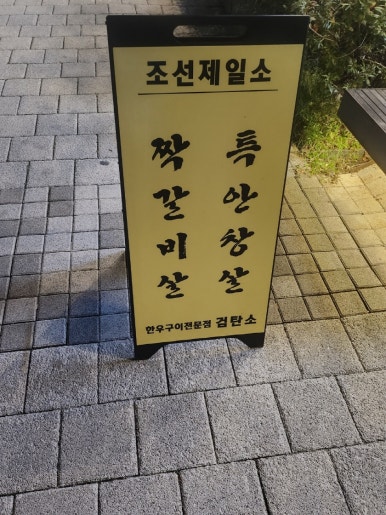 조선제일소
특안창살
짝갈비살
한우구이전문점 검탄소